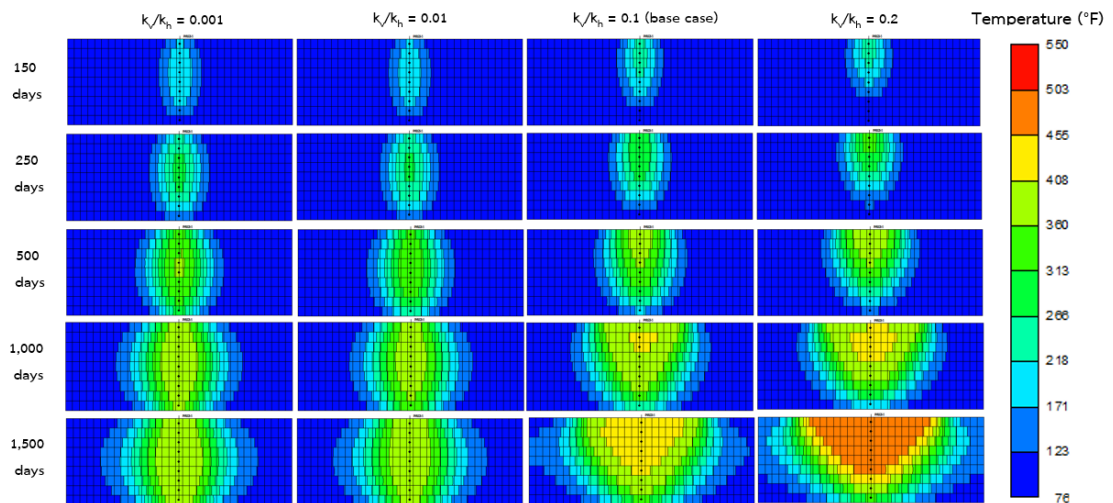 kᵥ/kₕ = 0.001
kᵥ/kₕ = 0.01
kᵥ/kₕ = 0.1 (base case)
kᵥ/kₕ = 0.2
Temperature (°F)
150
days
250
days
500
days
1,000
days
1,500
days
550
503
455
408
360
313
266
218
171
123
76